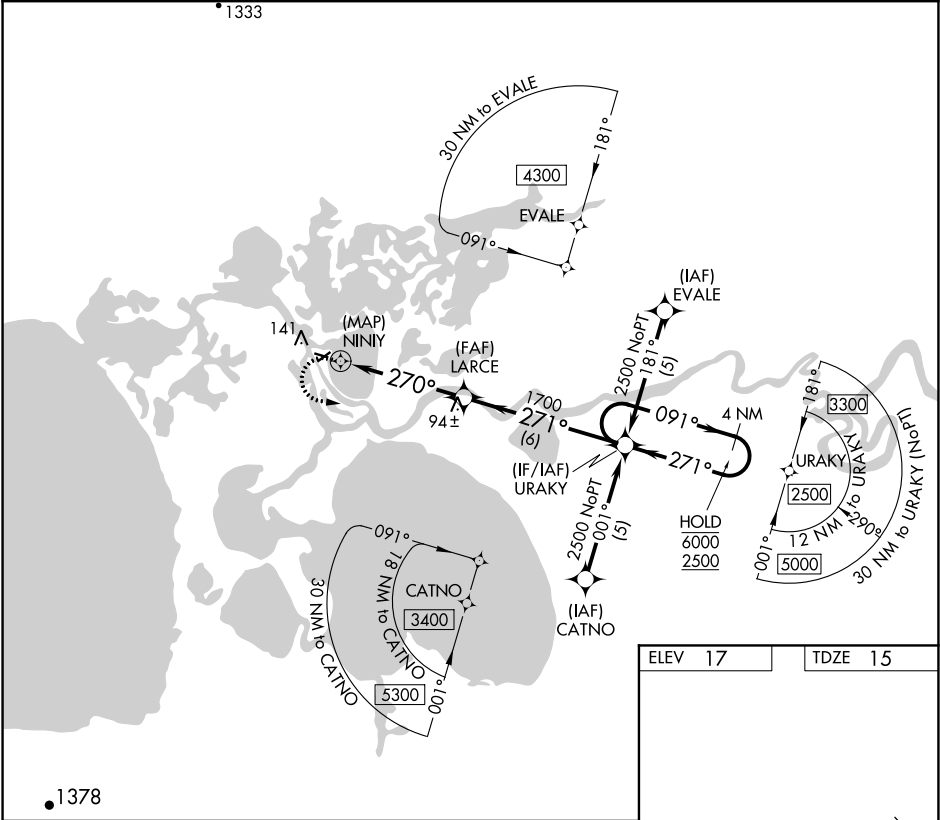 1333
30 NM to EVALE
181°
4300
EVALE
091°
(IAF)
EVALE
2500 NoPT
181°
(5)
141
(MAP)
NINIY
270°
(FAF)
LARCE
94±
1700
271°
(6)
(IF/IAF)
URAKY
091°
4 NM
271°
HOLD
6000
2500
2500 NoPT
001°
(5)
(IAF)
CATNO
181°
3300
URAKY
2500
12 NM to URAKY
290°
30 NM to URAKY (NoPT)
001°
5000
091°
CATNO
3400
18 NM to CATNO
30 NM to CATNO
5300
001°
ELEV 17
TDZE 15
1378